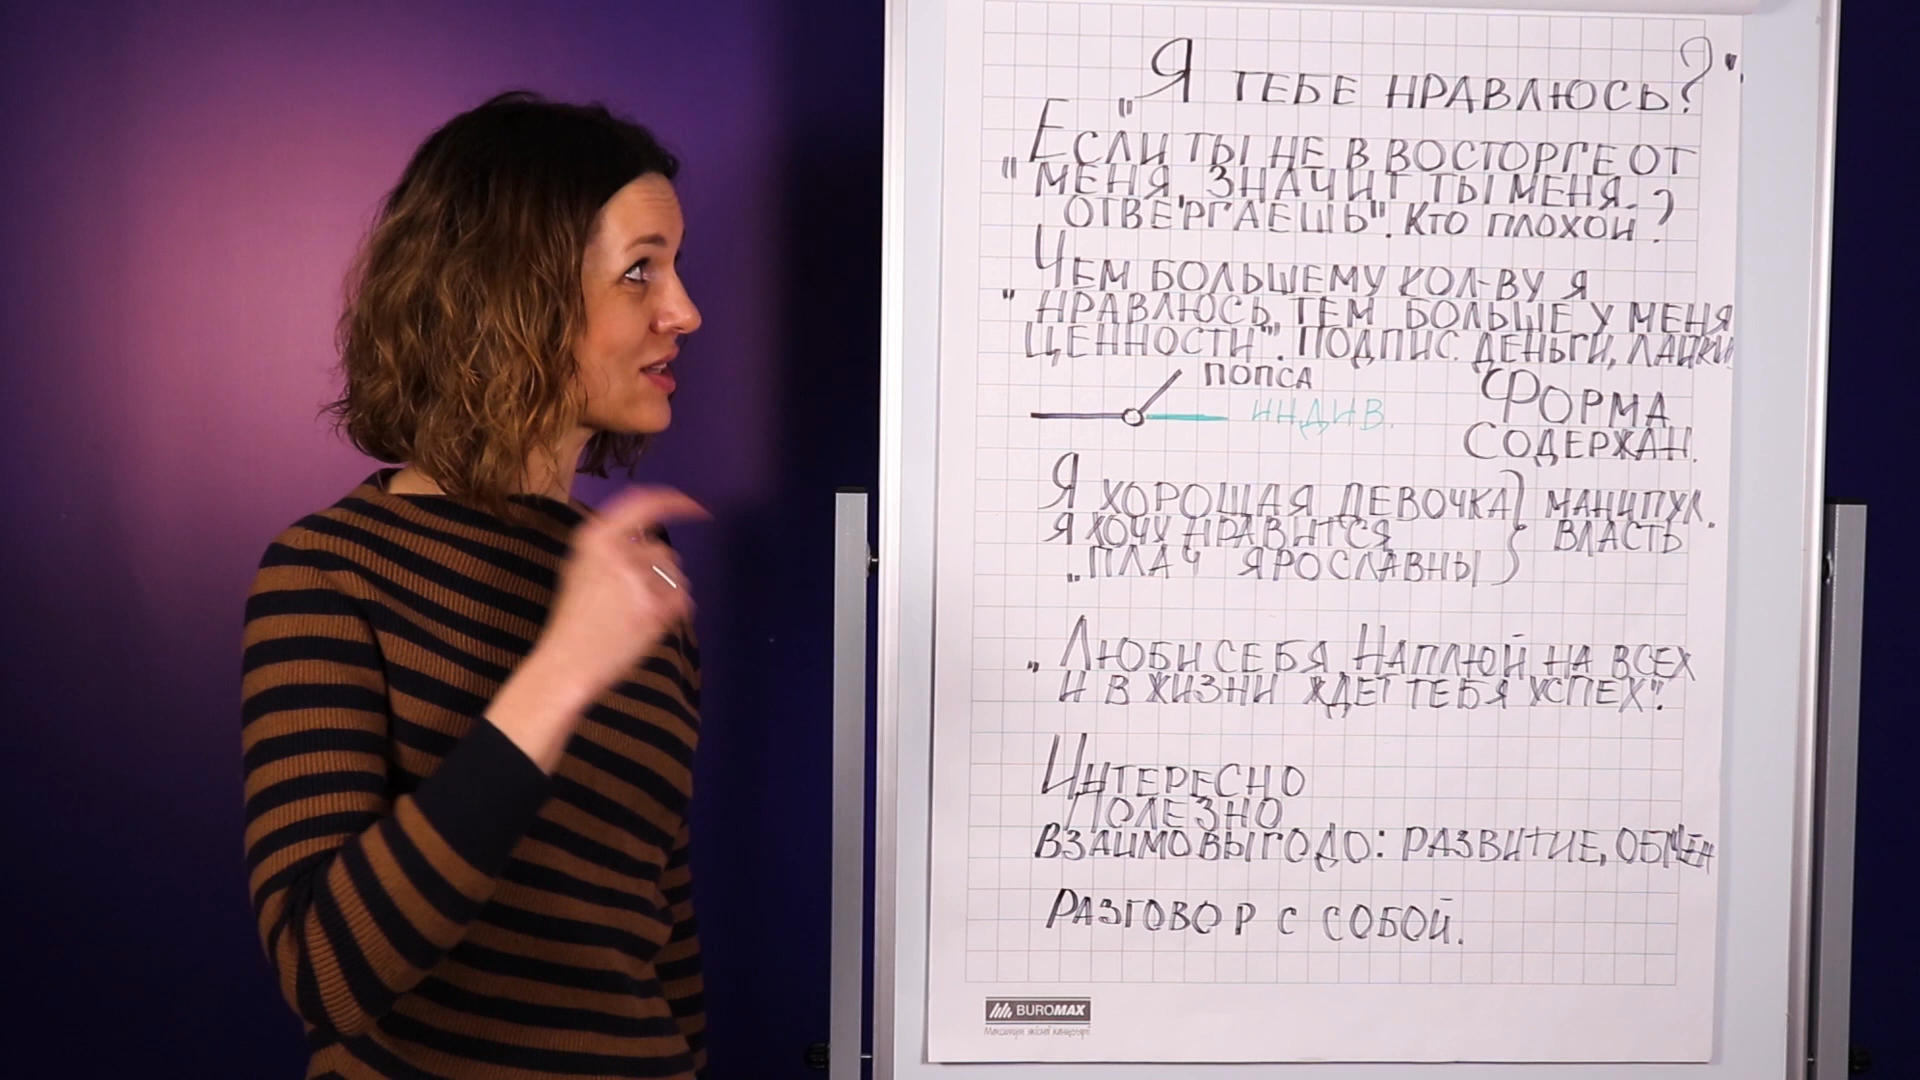 "Я ТЕБЕ НРАВЛЮСЬ?".
"ЕСЛИ ТЫ НЕ В ВОСТОРГЕ ОТ
МЕНЯ, ЗНАЧИТ ТЫ МЕНЯ
ОТВЕРГАЕШЬ". КТО ПЛОХОЙ?
"ЧЕМ БОЛЬШЕМУ КОЛ-ВУ Я
НРАВЛЮСЬ, ТЕМ БОЛЬШЕ У МЕНЯ
ЦЕННОСТИ". ПОДПИС. ДЕНЬГИ, ЛАЙКИ
ПОПСА
ИНДИВ.
ФОРМА
СОДЕРЖАН.
Я ХОРОШАЯ ДЕВОЧКА } МАНИПУЛ.
Я ХОЧУ НРАВИТСЯ ВЛАСТЬ
"ПЛАЧ ЯРОСЛАВНЫ
"ЛЮБИ СЕБЯ, НАПЛЮЙ НА ВСЕХ
И В ЖИЗНИ ЖДЕТ ТЕБЯ УСПЕХ".
ИНТЕРЕСНО
ПОЛЕЗНО
ВЗАИМОВЫГОДО: РАЗВИТИЕ, ОБМЕН
РАЗГОВОР С СОБОЙ.
BUROMAX